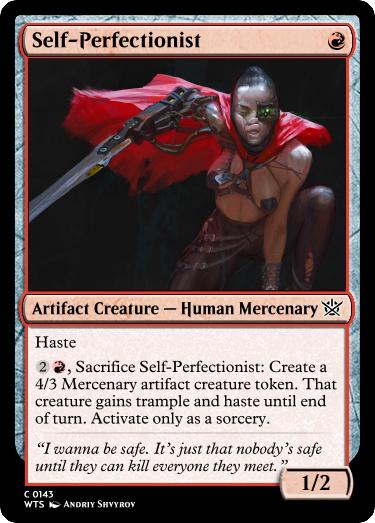 Self-Perfectionist
Artifact Creature — Human Mercenary
Haste
2, Sacrifice Self-Perfectionist: Create a
4/3 Mercenary artifact creature token. That
creature gains trample and haste until end
of turn. Activate only as a sorcery.
“I wanna be safe. It’s just that nobody’s safe
until they can kill everyone they meet.”
1/2
C 0143
WTS Andriy Shvyrov